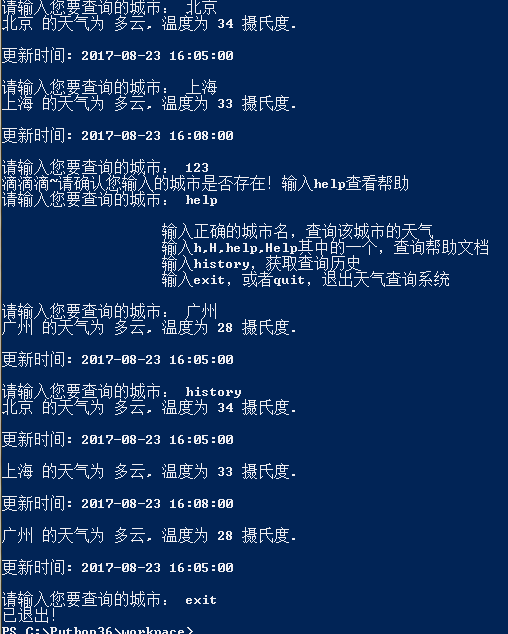 请输入您要查询的城市： 北京
北京 的天气为 多云，温度为 34 摄氏度.
更新时间：2017-08-23 16:05:00
请输入您要查询的城市： 上海
上海 的天气为 多云，温度为 33 摄氏度.
更新时间：2017-08-23 16:08:00
请输入您要查询的城市： 123
滴滴滴~请确认您输入的城市是否存在！输入help查看帮助
请输入您要查询的城市： help
输入正确的城市名，查询该城市的天气
输入h,H,help,Help其中的一个，查询帮助文档
输入history，获取查询历史
输入exit，或者quit，退出天气查询系统
请输入您要查询的城市： 广州
广州 的天气为 多云，温度为 28 摄氏度.
更新时间：2017-08-23 16:05:00
请输入您要查询的城市： history
北京 的天气为 多云，温度为 34 摄氏度.
更新时间：2017-08-23 16:05:00
上海 的天气为 多云，温度为 33 摄氏度.
更新时间：2017-08-23 16:08:00
广州 的天气为 多云，温度为 28 摄氏度.
更新时间：2017-08-23 16:05:00
请输入您要查询的城市： exit
已退出！
PS C:\Python36\workpace>